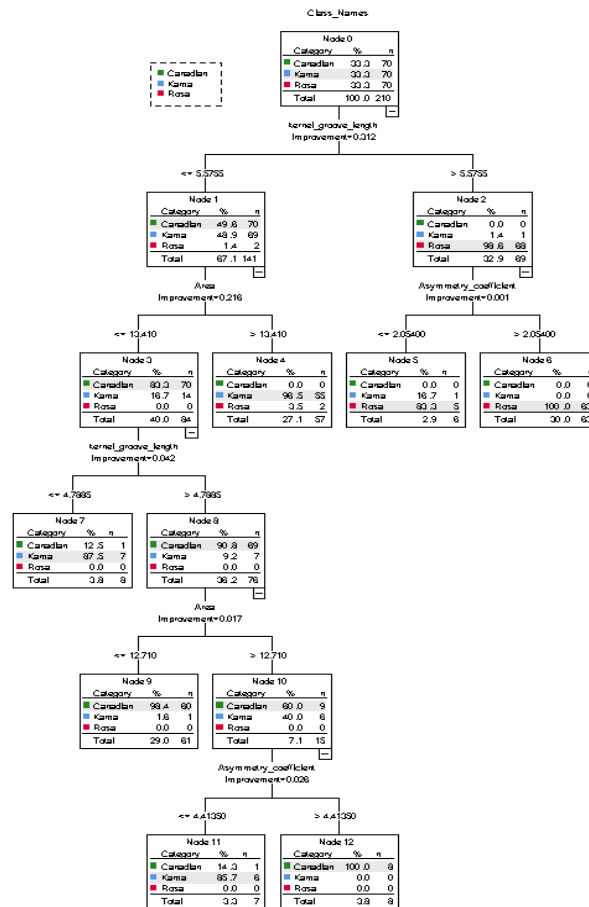 Class_Names
Node 0
Category % n
Canadian 33.3 70
Kama 33.3 70
Rosa 33.3 70
Total 100.0 210
Canadian
Kama
Rosa
kernel_groove_length
Improvement=0.312
<= 5.5755
> 5.5755
Node 1
Category % n
Canadian 49.6 70
Kama 48.9 69
Rosa 1.4 2
Total 67.1 141
Node 2
Category % n
Canadian 0.0 0
Kama 1.4 1
Rosa 98.6 68
Total 32.9 69
Area
Improvement=0.216
Asymmetry_coefficient
Improvement=0.001
<= 13.410
> 13.410
<= 2.05400
> 2.05400
Node 3
Category % n
Canadian 83.3 70
Kama 16.7 14
Rosa 0.0 0
Total 40.0 84
Node 4
Category % n
Canadian 0.0 0
Kama 96.5 55
Rosa 3.5 2
Total 27.1 57
Node 5
Category % n
Canadian 0.0 0
Kama 16.7 1
Rosa 83.3 5
Total 2.9 6
Node 6
Category % n
Canadian 0.0 0
Kama 0.0 0
Rosa 100.0 63
Total 30.0 63
kernel_groove_length
Improvement=0.042
<= 4.7885
> 4.7885
Node 7
Category % n
Canadian 12.5 1
Kama 87.5 7
Rosa 0.0 0
Total 3.8 8
Node 8
Category % n
Canadian 90.8 69
Kama 9.2 7
Rosa 0.0 0
Total 36.2 76
Area
Improvement=0.017
<= 12.710
> 12.710
Node 9
Category % n
Canadian 98.4 60
Kama 1.6 1
Rosa 0.0 0
Total 29.0 61
Node 10
Category % n
Canadian 60.0 9
Kama 40.0 6
Rosa 0.0 0
Total 7.1 15
Asymmetry_coefficient
Improvement=0.026
<= 4.41350
> 4.41350
Node 11
Category % n
Canadian 14.3 1
Kama 85.7 6
Rosa 0.0 0
Total 3.3 7
Node 12
Category % n
Canadian 100.0 8
Kama 0.0 0
Rosa 0.0 0
Total 3.8 8